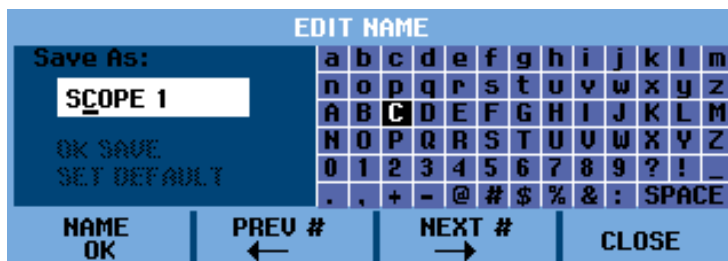 EDIT NAME
Save As:
SCOPE 1
OK SAVE
SET DEFAULT
a b c d e f g h i j k l m
n o p q r s t u v w x y z
A B C D E F G H I J K L M
N O P Q R S T U V W X Y Z
0 1 2 3 4 5 6 7 8 9 ? ! _
. , + - @ # $ % & : SPACE
NAME OK
PREV #
NEXT #
CLOSE